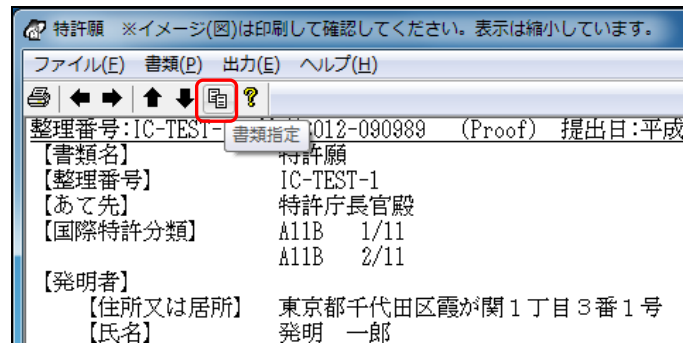 特許願 ※イメージ(図)は印刷して確認してください。表示は縮小しています。
ファイル(F) 書類(P) 出力(E) ヘルプ(H)
整理番号:IC-TEST- :012-090989 (Proof) 提出日:平成
書類指定
【書類名】 特許願
【整理番号】 IC-TEST-1
【あて先】 特許庁長官殿
【国際特許分類】 A11B 1/11
A11B 2/11
【発明者】
【住所又は居所】 東京都千代田区霞が関1丁目3番1号
【氏名】 発明 一郎